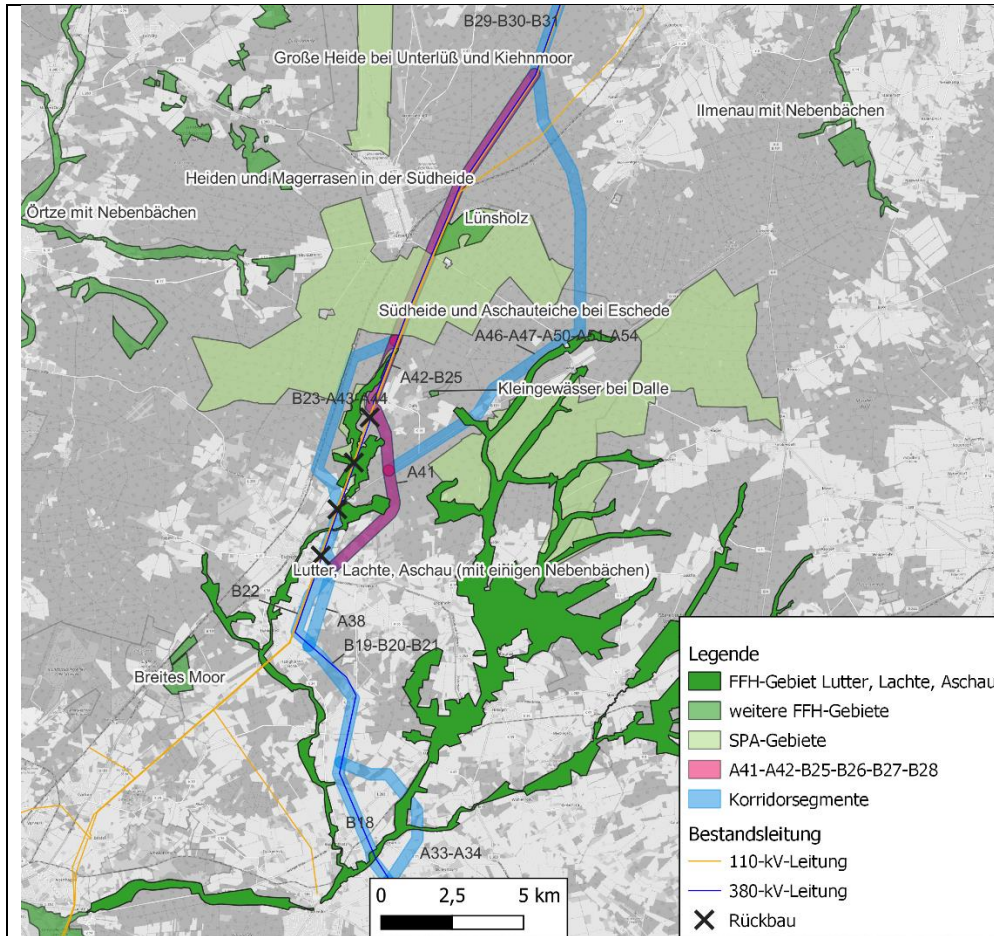 B29-B30-B31
Große Heide bei Unterlüß und Kiehnmoor
Ilmenau mit Nebenbächen
Heiden und Magerrasen in der Südheide
Örtze mit Nebenbächen
Lünsholz
Südheide und Aschauteiche bei Eschede
A46-A47-A50-A51-A54
A42-B25
Kleingewässer bei Dalle
B23-A43-A44
A41
Lutter, Lachte, Aschau (mit einigen Nebenbächen)
B22
A38
B19-B20-B21
Breites Moor
B18
A33-A34
0 2,5 5 km
Legende
FFH-Gebiet Lutter, Lachte, Aschau
weitere FFH-Gebiete
SPA-Gebiete
A41-A42-B25-B26-B27-B28
Korridorsegmente
Bestandsleitung
110-kV-Leitung
380-kV-Leitung
Rückbau